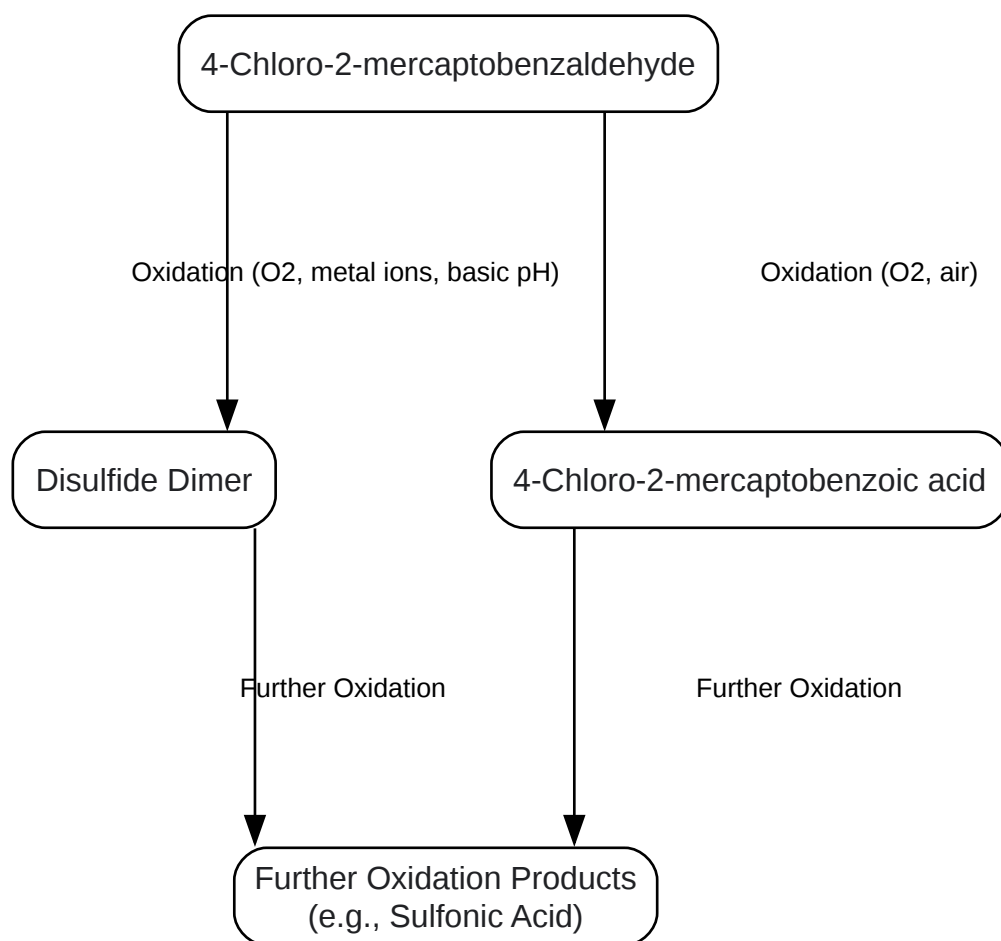 4-Chloro-2-mercaptobenzaldehyde
Oxidation (O2, metal ions, basic pH)
Oxidation (O2, air)
Disulfide Dimer
4-Chloro-2-mercaptobenzoic acid
Further Oxidation
Further Oxidation
Further Oxidation Products
(e.g., Sulfonic Acid)